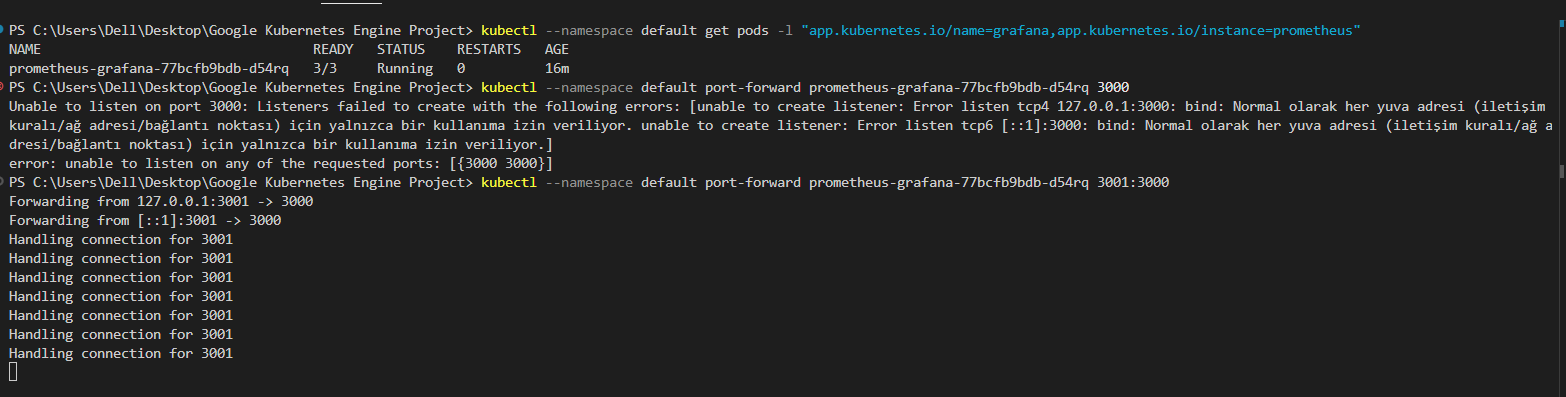 PS C:\Users\Dell\Desktop\Google Kubernetes Engine Project> kubectl --namespace default get pods -l "app.kubernetes.io/name=grafana,app.kubernetes.io/instance=prometheus"
NAME READY STATUS RESTARTS AGE
prometheus-grafana-77bcfb9bdb-d54rq 3/3 Running 0 16m
PS C:\Users\Dell\Desktop\Google Kubernetes Engine Project> kubectl --namespace default port-forward prometheus-grafana-77bcfb9bdb-d54rq 3000
Unable to listen on port 3000: Listeners failed to create with the following errors: [unable to create listener: Error listen tcp4 127.0.0.1:3000: bind: Normal olarak her yuva adresi (iletişim
kuralı/ağ adresi/bağlantı noktası) için yalnızca bir kullanıma izin veriliyor. unable to create listener: Error listen tcp6 [::1]:3000: bind: Normal olarak her yuva adresi (iletişim kuralı/ağ a
dresi/bağlantı noktası) için yalnızca bir kullanıma izin veriliyor.]
error: unable to listen on any of the requested ports: [{3000 3000}]
PS C:\Users\Dell\Desktop\Google Kubernetes Engine Project> kubectl --namespace default port-forward prometheus-grafana-77bcfb9bdb-d54rq 3001:3000
Forwarding from 127.0.0.1:3001 -> 3000
Forwarding from [::1]:3001 -> 3000
Handling connection for 3001
Handling connection for 3001
Handling connection for 3001
Handling connection for 3001
Handling connection for 3001
Handling connection for 3001
Handling connection for 3001